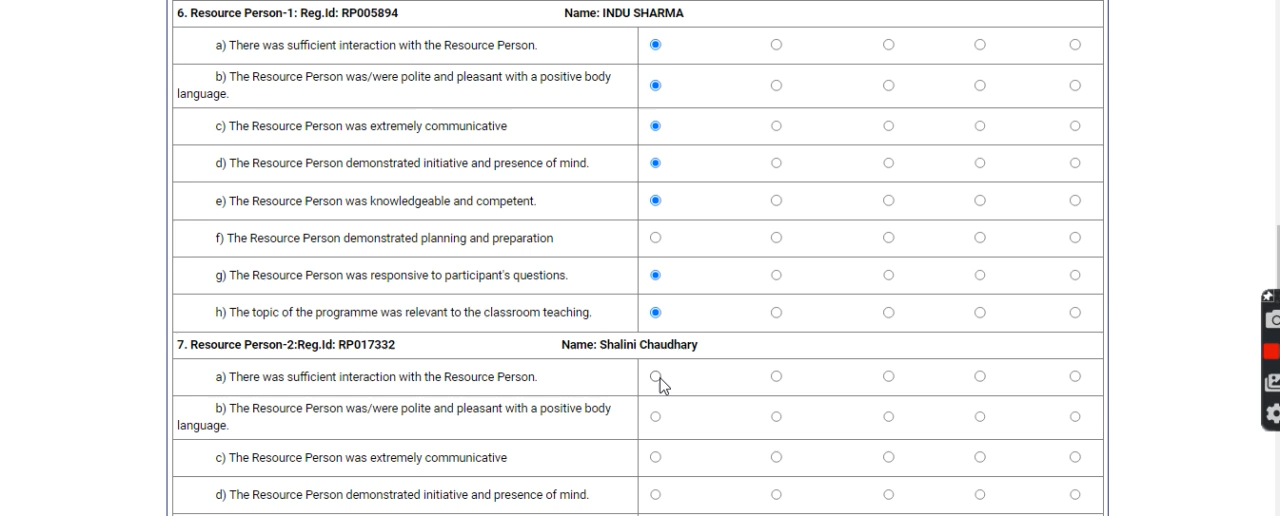 6. Resource Person-1: Reg.Id: RP005894 Name: INDU SHARMA
a) There was sufficient interaction with the Resource Person.
b) The Resource Person was/were polite and pleasant with a positive body
language.
c) The Resource Person was extremely communicative
d) The Resource Person demonstrated initiative and presence of mind.
e) The Resource Person was knowledgeable and competent.
f) The Resource Person demonstrated planning and preparation
g) The Resource Person was responsive to participant's questions.
h) The topic of the programme was relevant to the classroom teaching.
7. Resource Person-2:Reg.Id: RP017332 Name: Shalini Chaudhary
a) There was sufficient interaction with the Resource Person.
b) The Resource Person was/were polite and pleasant with a positive body
language.
c) The Resource Person was extremely communicative
d) The Resource Person demonstrated initiative and presence of mind.